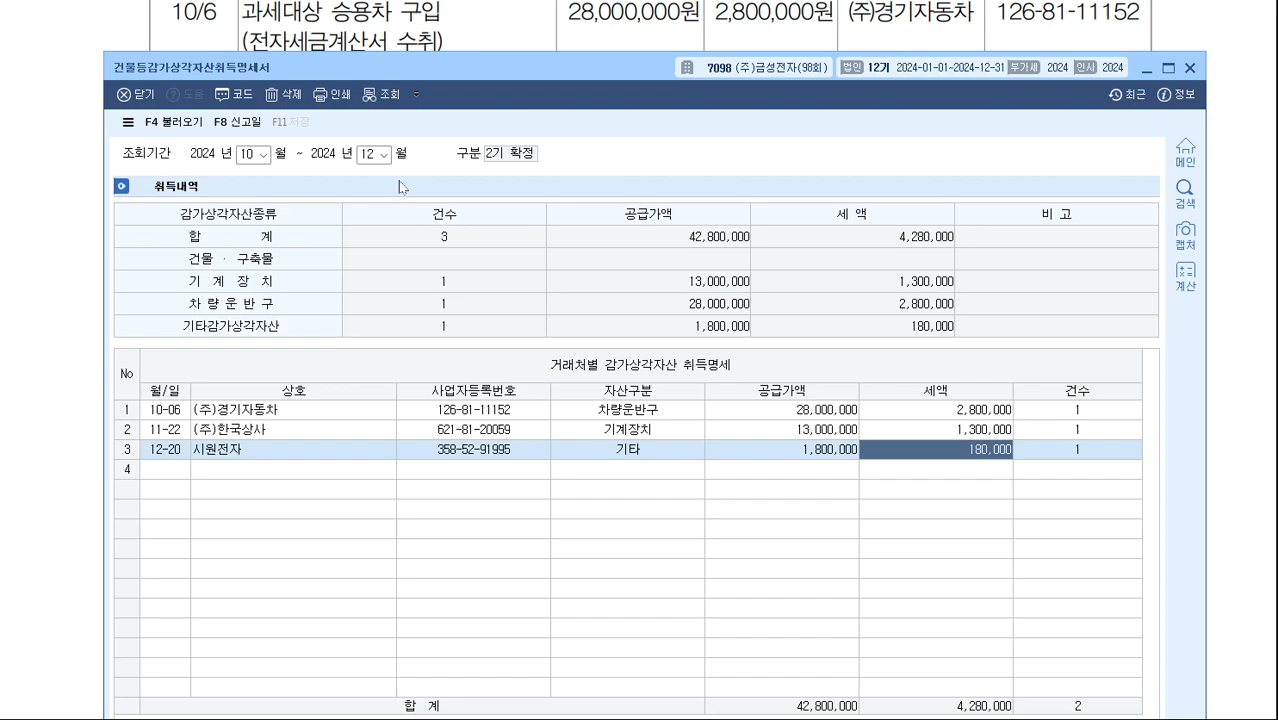 10/6 과세대상 승용차 구입 28,000,000원 2,800,000원 (주)경기자동차 126-81-11152
(전자세금계산서 수취)
건물등감가상각자산취득명세서 7098 (주)금성전자(98회) 법인 12기 2024-01-01~2024-12-31 부가세 2024 인사 2024
닫기 도움 코드 삭제 인쇄 조회 최근 정보
F4 불러오기 F8 신고일 F11저장
조회기간 2024 년 10 월 ~ 2024 년 12 월 구분 2기 확정
메인
검색
캡처
계산
취득내역
감가상각자산종류 건수 공급가액 세 액 비 고
합 계 3 42,800,000 4,280,000
건물 · 구축물
기 계 장 치 1 13,000,000 1,300,000
차 량 운 반 구 1 28,000,000 2,800,000
기타감가상각자산 1 1,800,000 180,000
No 거래처별 감가상각자산 취득명세
월/일 상호 사업자등록번호 자산구분 공급가액 세액 건수
1 10-06 (주)경기자동차 126-81-11152 차량운반구 28,000,000 2,800,000 1
2 11-22 (주)한국상사 621-81-20059 기계장치 13,000,000 1,300,000 1
3 12-20 시원전자 358-52-91995 기타 1,800,000 180,000 1
4
합 계 42,800,000 4,280,000 2